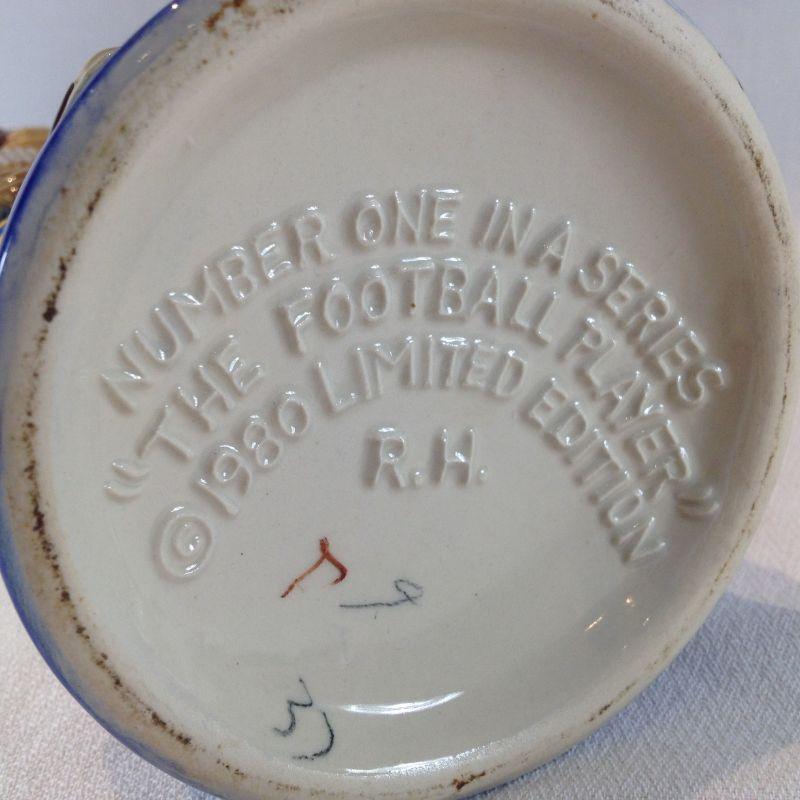 NUMBER ONE IN A SERIES
"THE FOOTBALL PLAYER"
©1980 LIMITED EDITION
R.H.